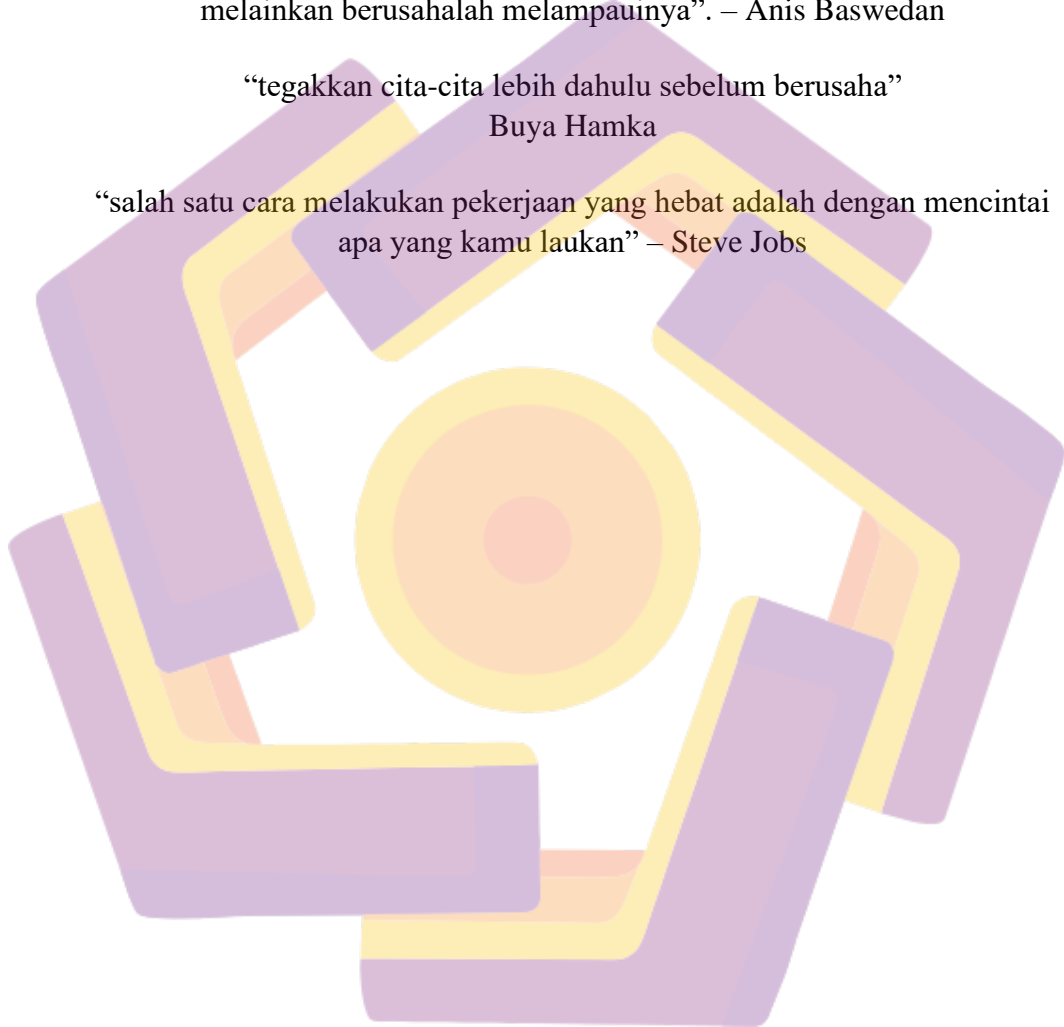 melainkan berusahalah melampauinya”. – Anis Baswedan
“tegakkan cita-cita lebih dahulu sebelum berusaha”
Buya Hamka
“salah satu cara melakukan pekerjaan yang hebat adalah dengan mencintai
apa yang kamu laukan” – Steve Jobs